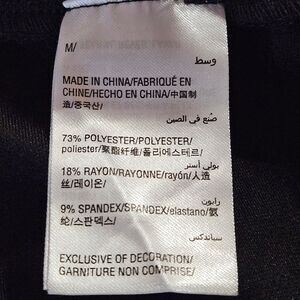 M/
وسط
MADE IN CHINA/FABRIQUÉ EN
CHINE/HECHO EN CHINA/中国制
造/중국산/
صنع في الصين
73% POLYESTER/POLYESTER/
poliester/聚酯纤维/폴리에스테르/
بولي أستر
18% RAYON/RAYONNE/rayón/人造
丝/레이온/
رايون
9% SPANDEX/SPANDEX/elastano/氨
纶/스판덱스/
سباندكس
EXCLUSIVE OF DECORATION/
GARNITURE NON COMPRISE/